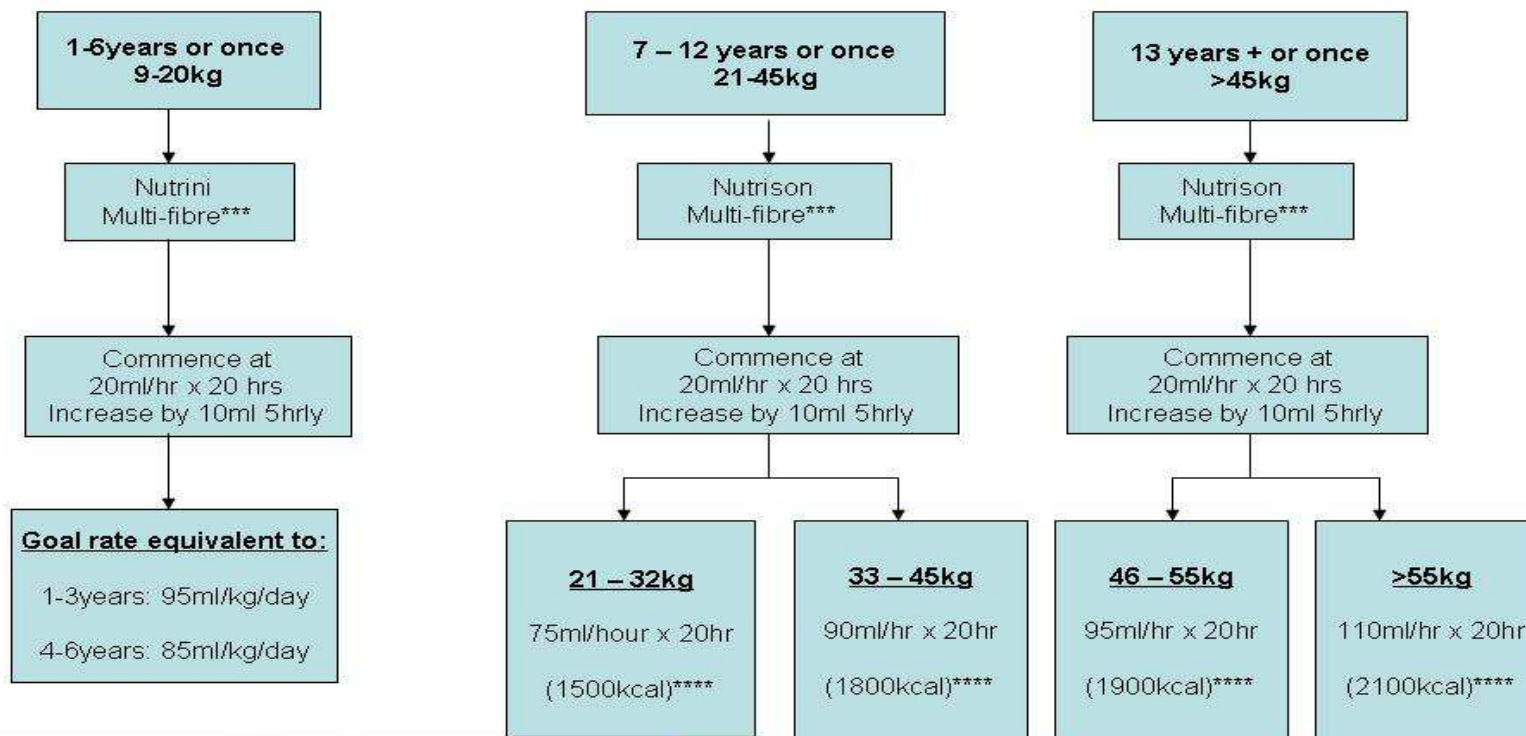 1-6years or once
9-20kg
Nutrini
Multi-fibre***
Commence at
20ml/hr x 20 hrs
Increase by 10ml 5hrly
Goal rate equivalent to:
1-3years: 95ml/kg/day
4-6years: 85ml/kg/day
7 – 12 years or once
21-45kg
Nutrison
Multi-fibre***
Commence at
20ml/hr x 20 hrs
Increase by 10ml 5hrly
21 – 32kg
75ml/hour x 20hr
(1500kcal)****
33 – 45kg
90ml/hr x 20hr
(1800kcal)****
13 years + or once
>45kg
Nutrison
Multi-fibre***
Commence at
20ml/hr x 20 hrs
Increase by 10ml 5hrly
46 – 55kg
95ml/hr x 20hr
(1900kcal)****
>55kg
110ml/hr x 20hr
(2100kcal)****